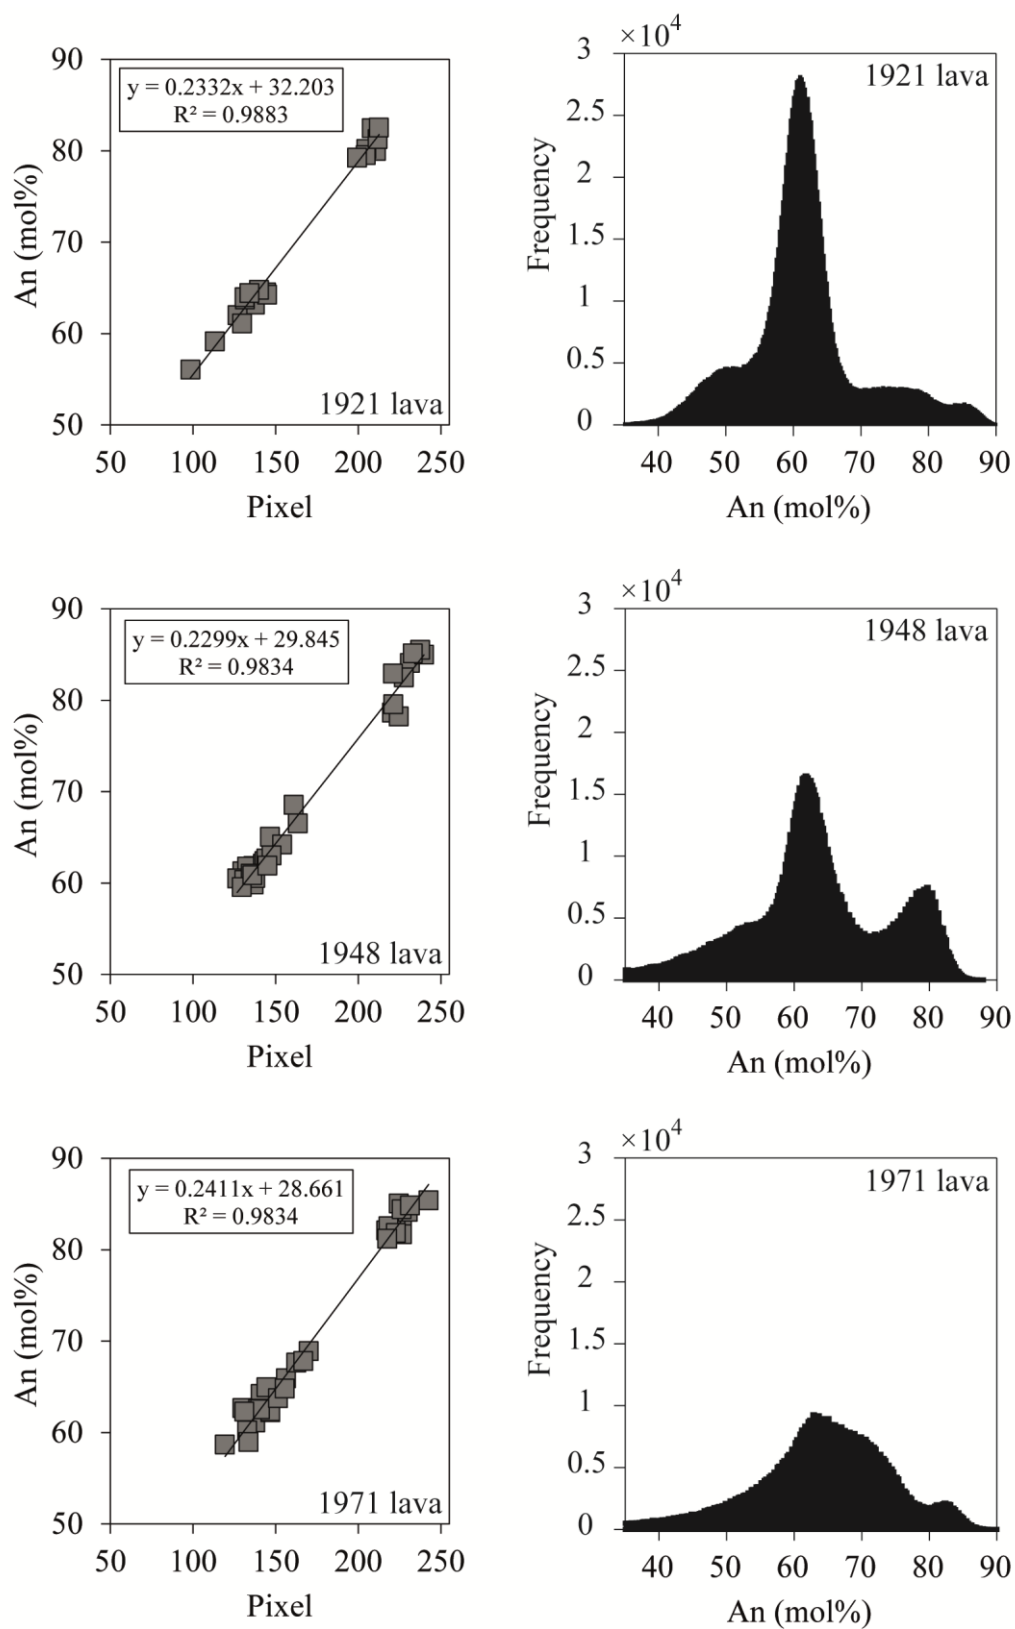 90
80
70
60
50
An (mol%)
y = 0.2332x + 32.203
R² = 0.9883
1921 lava
50 100 150 200 250
Pixel
×10⁴
3
2.5
2
1.5
1
0.5
0
Frequency
1921 lava
40 50 60 70 80 90
An (mol%)
90
80
70
60
50
An (mol%)
y = 0.2299x + 29.845
R² = 0.9834
1948 lava
50 100 150 200 250
Pixel
×10⁴
3
2.5
2
1.5
1
0.5
0
Frequency
1948 lava
40 50 60 70 80 90
An (mol%)
90
80
70
60
50
An (mol%)
y = 0.2411x + 28.661
R² = 0.9834
1971 lava
50 100 150 200 250
Pixel
×10⁴
3
2.5
2
1.5
1
0.5
0
Frequency
1971 lava
40 50 60 70 80 90
An (mol%)